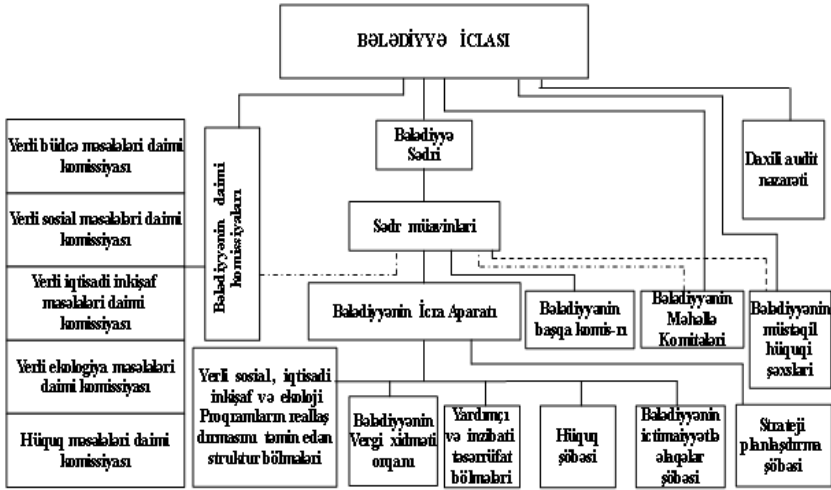 BƏLƏDİYYƏ İCLASI
Yerli büdcə məsələləri daimi
komissiyası
Yerli sosial məsələləri daimi
komissiyası
Yerli iqtisadi inkişaf
məsələləri daimi
komissiyası
Yerli ekologiya məsələləri
daimi komissiyası
Hüquq məsələləri daimi
komissiyası
Bələdiyyənin daimi
komissiyaları
Bələdiyyə
Sədri
Daxili audit
nəzarəti
Sədr müavinləri
Bələdiyyənin İcra Aparatı
Bələdiyyənin
başqa komis-rı
Bələdiyyənin
Məhəllə
Komitələri
Bələdiyyənin
müstəqil
hüquqi
şəxsləri
Yerli sosial, iqtisadi
inkişaf və ekoloji
Proqramların reallaş
dırmasını təmin edən
struktur bölmələri
Bələdiyyənin
Vergi xidməti
orqanı
Yardımçı
və inzibati
təsərrüfat
bölmələri
Hüquq
şöbəsi
Bələdiyyənin
ictimaiyyətlə
əlaqələr
şöbəsi
Strateji
planlaşdırma
şöbəsi